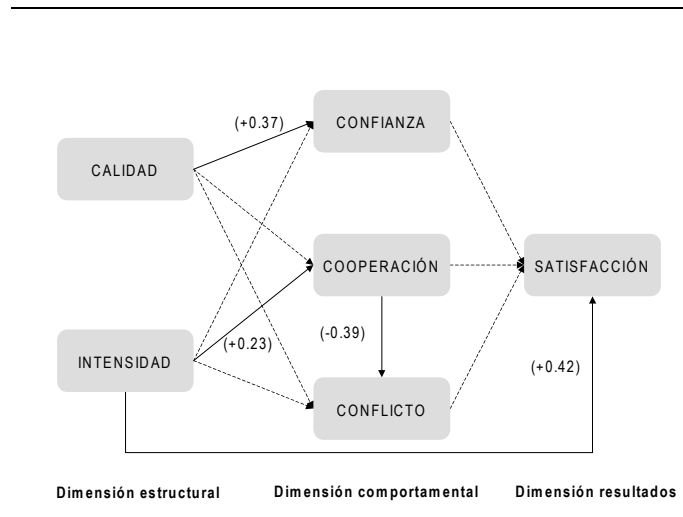 (+0.37)
CONFIANZA
CALIDAD
COOPERACIÓN
SATISFACCIÓN
(+0.23)
(-0.39)
INTENSIDAD
(+0.42)
CONFLICTO
Dimensión estructural
Dimensión comportamental
Dimensión resultados